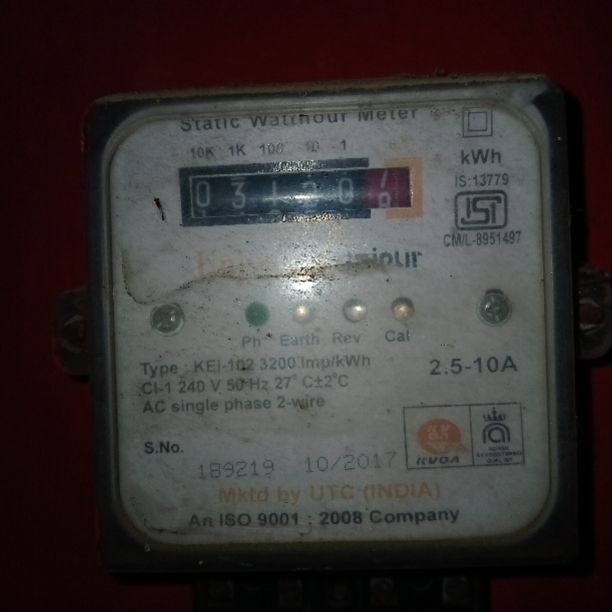 Static Watthour Meter
10K 1K 100 10 1
kWh
IS:13779
ISI
CM/L-8951497
Ph Earth Rev Cal
Type : KEI-102 3200 Imp/kWh
Cl-1 240 V 50 Hz 27°C±2°C
AC single phase 2-wire
2.5-10A
S.No.
189219 10/2017
Mktd by UTC (INDIA)
An ISO 9001 : 2008 Company